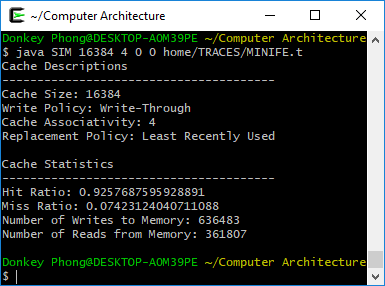 ~/Computer Architecture
Donkey Phong@DESKTOP-AOM39PE ~/Computer Architecture
$ java SIM 16384 4 0 0 home/TRACES/MINIFE.t
Cache Descriptions
---------------------------------------
Cache Size: 16384
Write Policy: Write-Through
Cache Associativity: 4
Replacement Policy: Least Recently Used

Cache Statistics
---------------------------------------
Hit Ratio: 0.9257687595928891
Miss Ratio: 0.07423124040711088
Number of Writes to Memory: 636483
Number of Reads from Memory: 361807

Donkey Phong@DESKTOP-AOM39PE ~/Computer Architecture
$